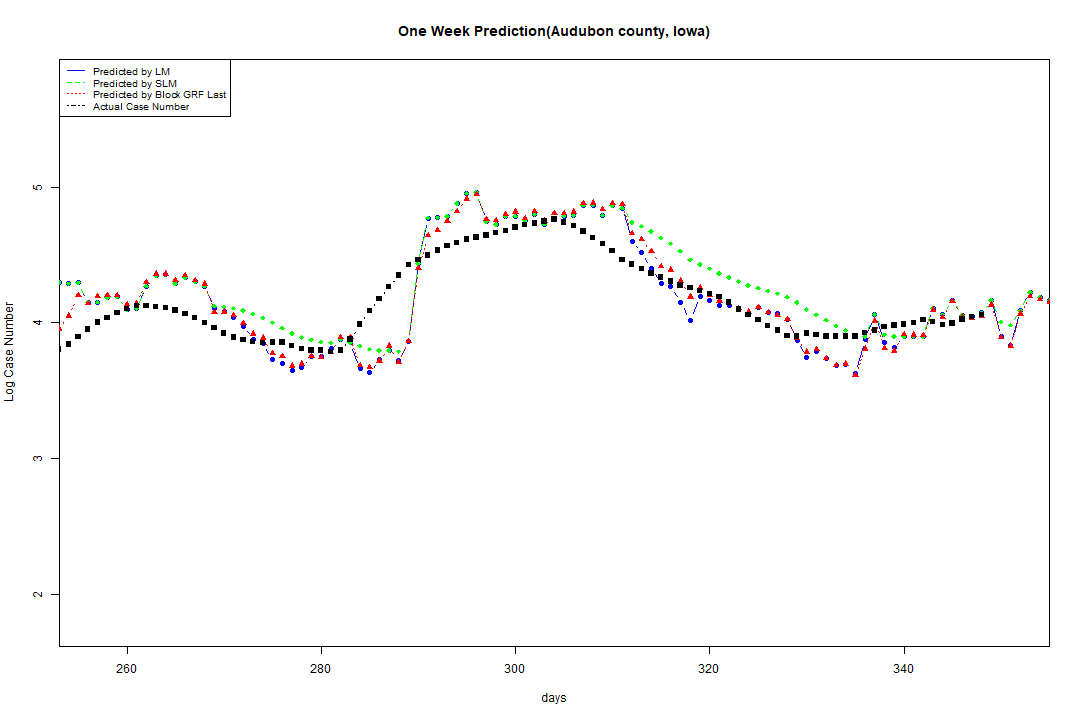 One Week Prediction(Audubon county, Iowa)
Predicted by LM
Predicted by SLM
Predicted by Block GRF Last
Actual Case Number
5
4
3
2
Log Case Number
260 280 300 320 340
days